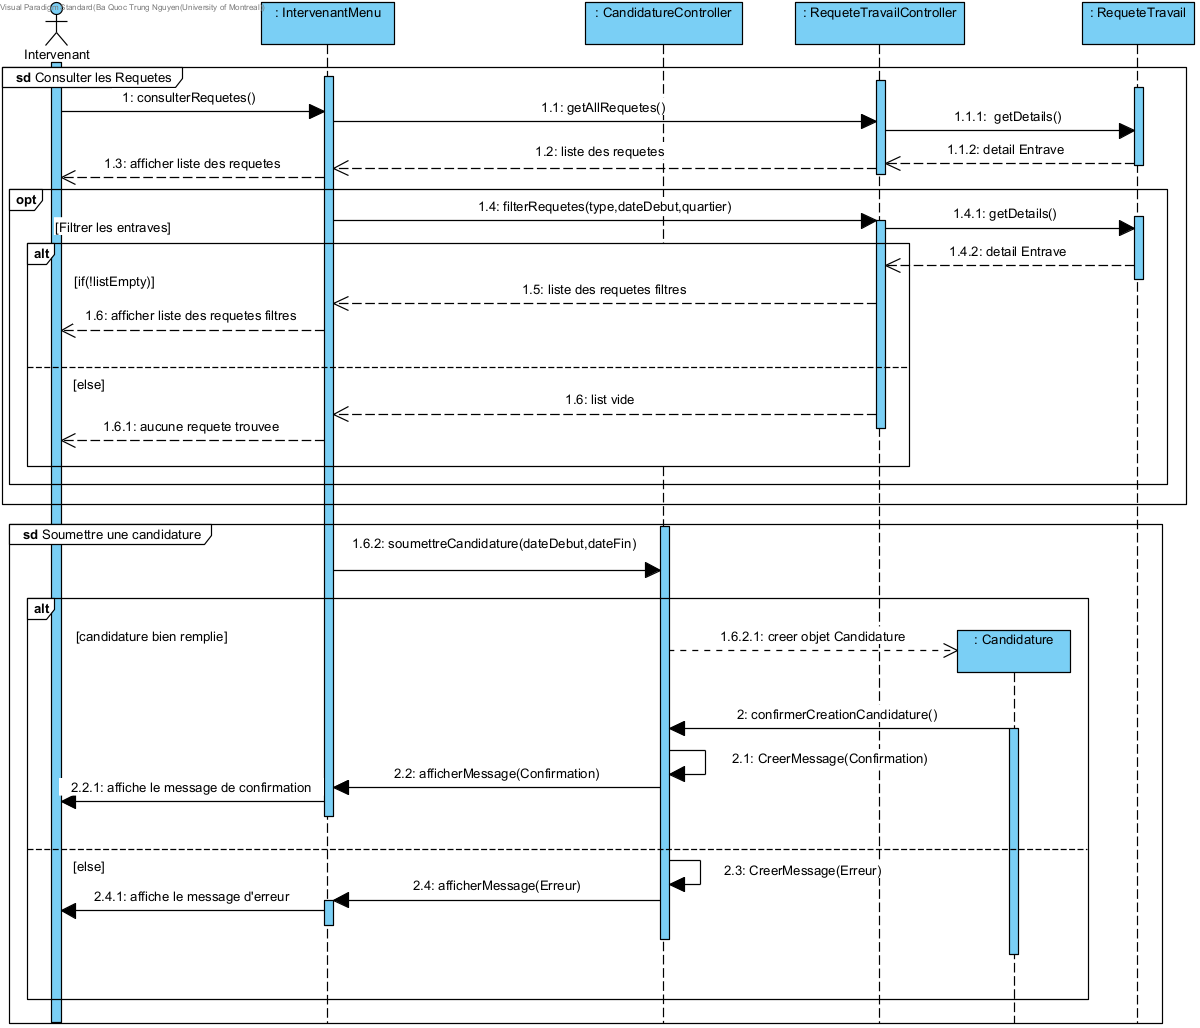 Visual Paradigm Standard(Ba Quoc Trung Nguyen(University of Montreal
: IntervenantMenu
: CandidatureController
: RequeteTravailController
: RequeteTravail
Intervenant
sd Consulter les Requetes
1: consulterRequetes()
1.1: getAllRequetes()
1.1.1:  getDetails()
1.1.2: detail Entrave
1.2: liste des requetes
1.3: afficher liste des requetes
opt
[Filtrer les entraves]
1.4: filterRequetes(type,dateDebut,quartier)
1.4.1: getDetails()
alt
1.4.2: detail Entrave
[if(!listEmpty)]
1.5: liste des requetes filtres
1.6: afficher liste des requetes filtres
[else]
1.6: list vide
1.6.1: aucune requete trouvee
sd Soumettre une candidature
1.6.2: soumettreCandidature(dateDebut,dateFin)
alt
[candidature bien remplie]
1.6.2.1: creer objet Candidature
: Candidature
2: confirmerCreationCandidature()
2.1: CreerMessage(Confirmation)
2.2: afficherMessage(Confirmation)
2.2.1: affiche le message de confirmation
[else]
2.3: CreerMessage(Erreur)
2.4: afficherMessage(Erreur)
2.4.1: affiche le message d'erreur